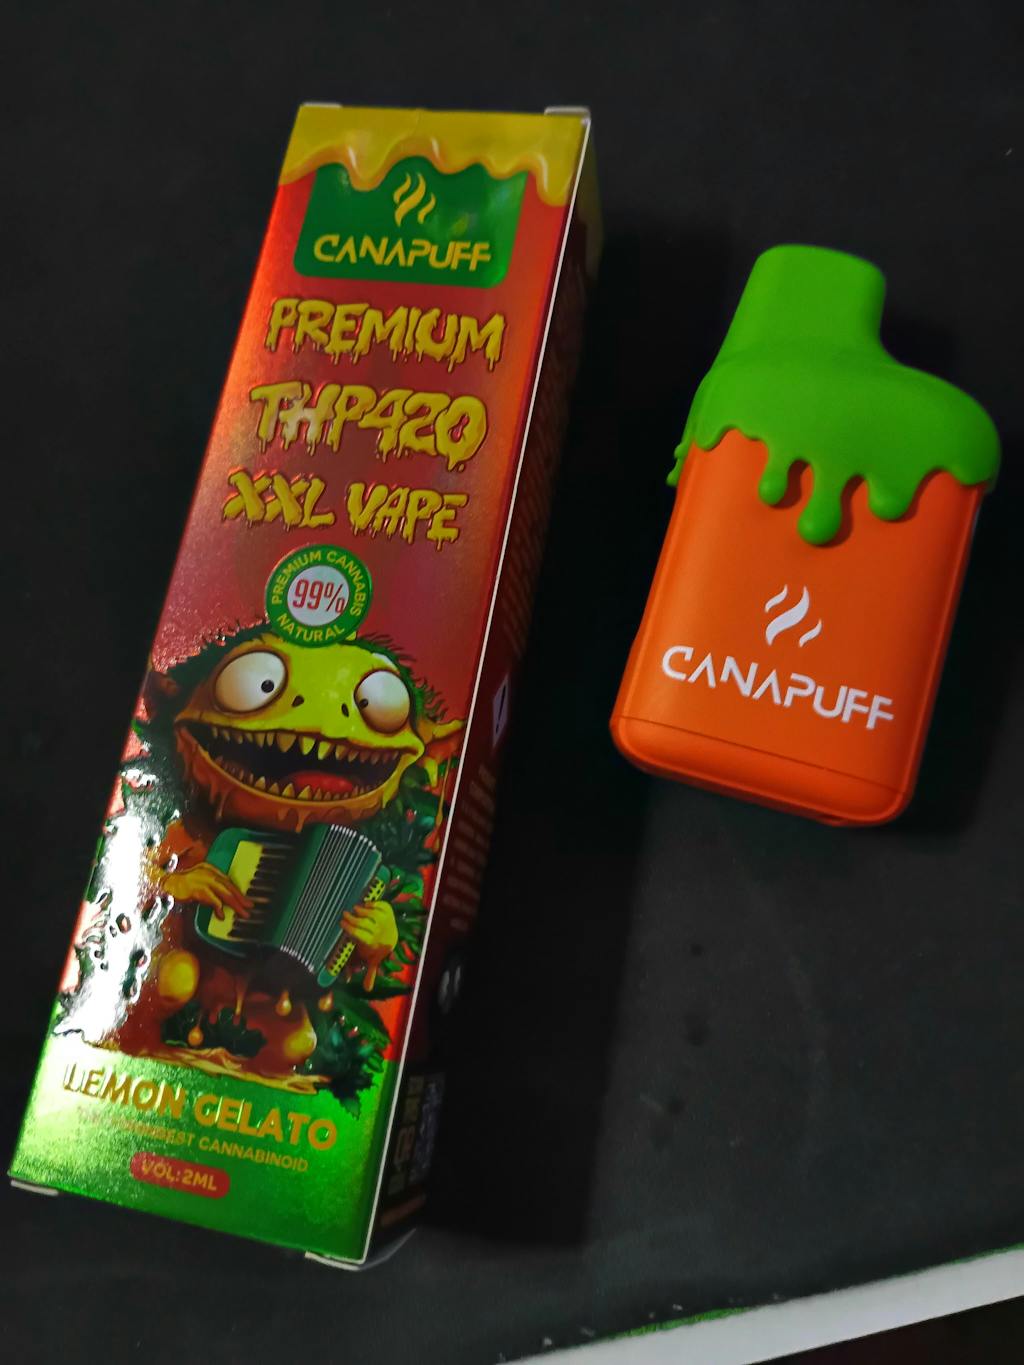 CANAPUFF
PREMIUM
THP420
XXL VAPE
PREMIUM CANNABIS
99%
NATURAL
LEMON GELATO
CANNABINOID
VOL:2ML
CANAPUFF